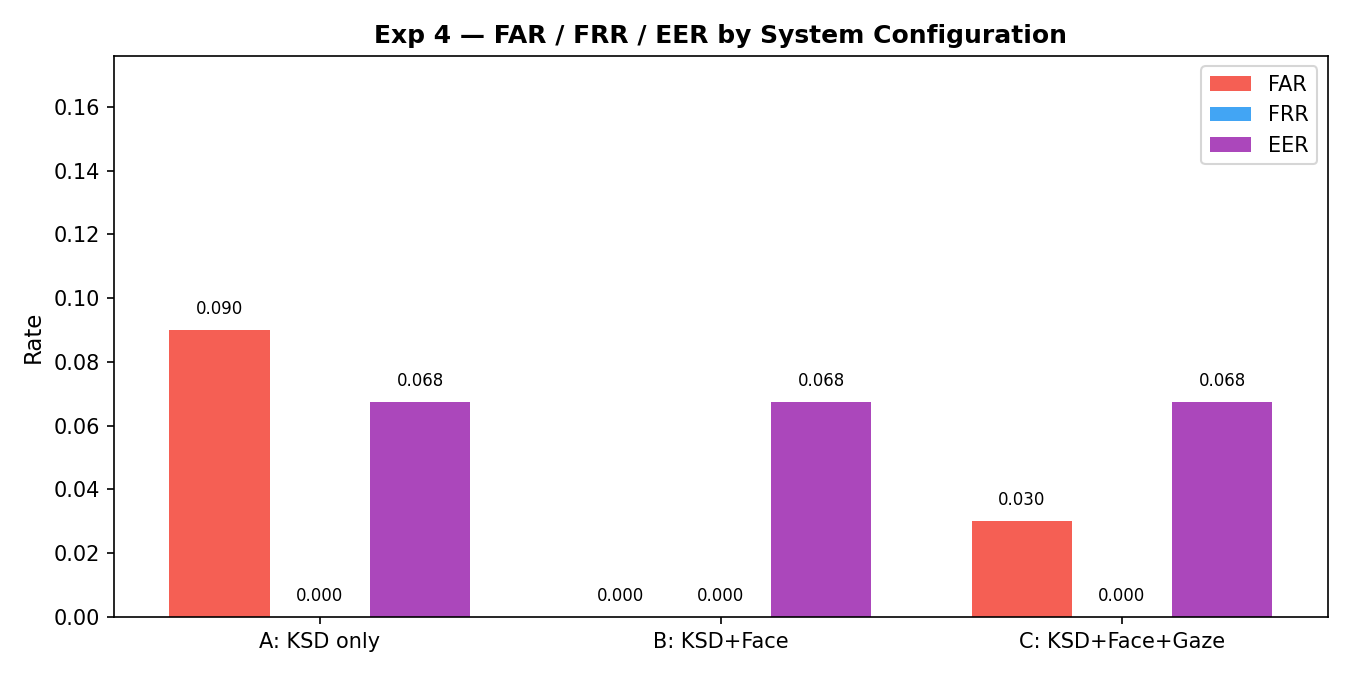 Exp 4 — FAR / FRR / EER by System Configuration
FAR
FRR
EER
Rate
0.16
0.14
0.12
0.10
0.08
0.06
0.04
0.02
0.00
0.090
0.000
0.068
0.000
0.000
0.068
0.030
0.000
0.068
A: KSD only
B: KSD+Face
C: KSD+Face+Gaze